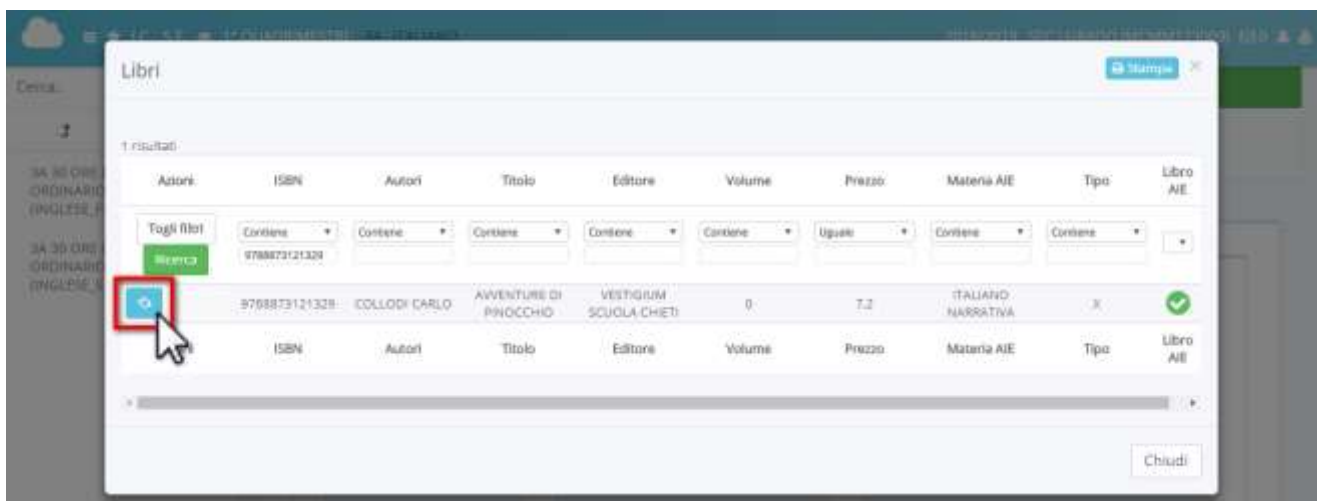 Libri Stampa ×
Cerca...
1 risultati
Azioni ISBN Autori Titolo Editore Volume Prezzo Materia AIE Tipo Libro AIE
Togli filtri Contiene Contiene Contiene Contiene Contiene Uguale Contiene Contiene
Ricerca 9788873121329
9788873121329 COLLODI CARLO AVVENTURE DI PINOCCHIO VESTIGIUM SCUOLA CHIETI 0 7.2 ITALIANO NARRATIVA X
ISBN Autori Titolo Editore Volume Prezzo Materia AIE Tipo Libro AIE
Chiudi